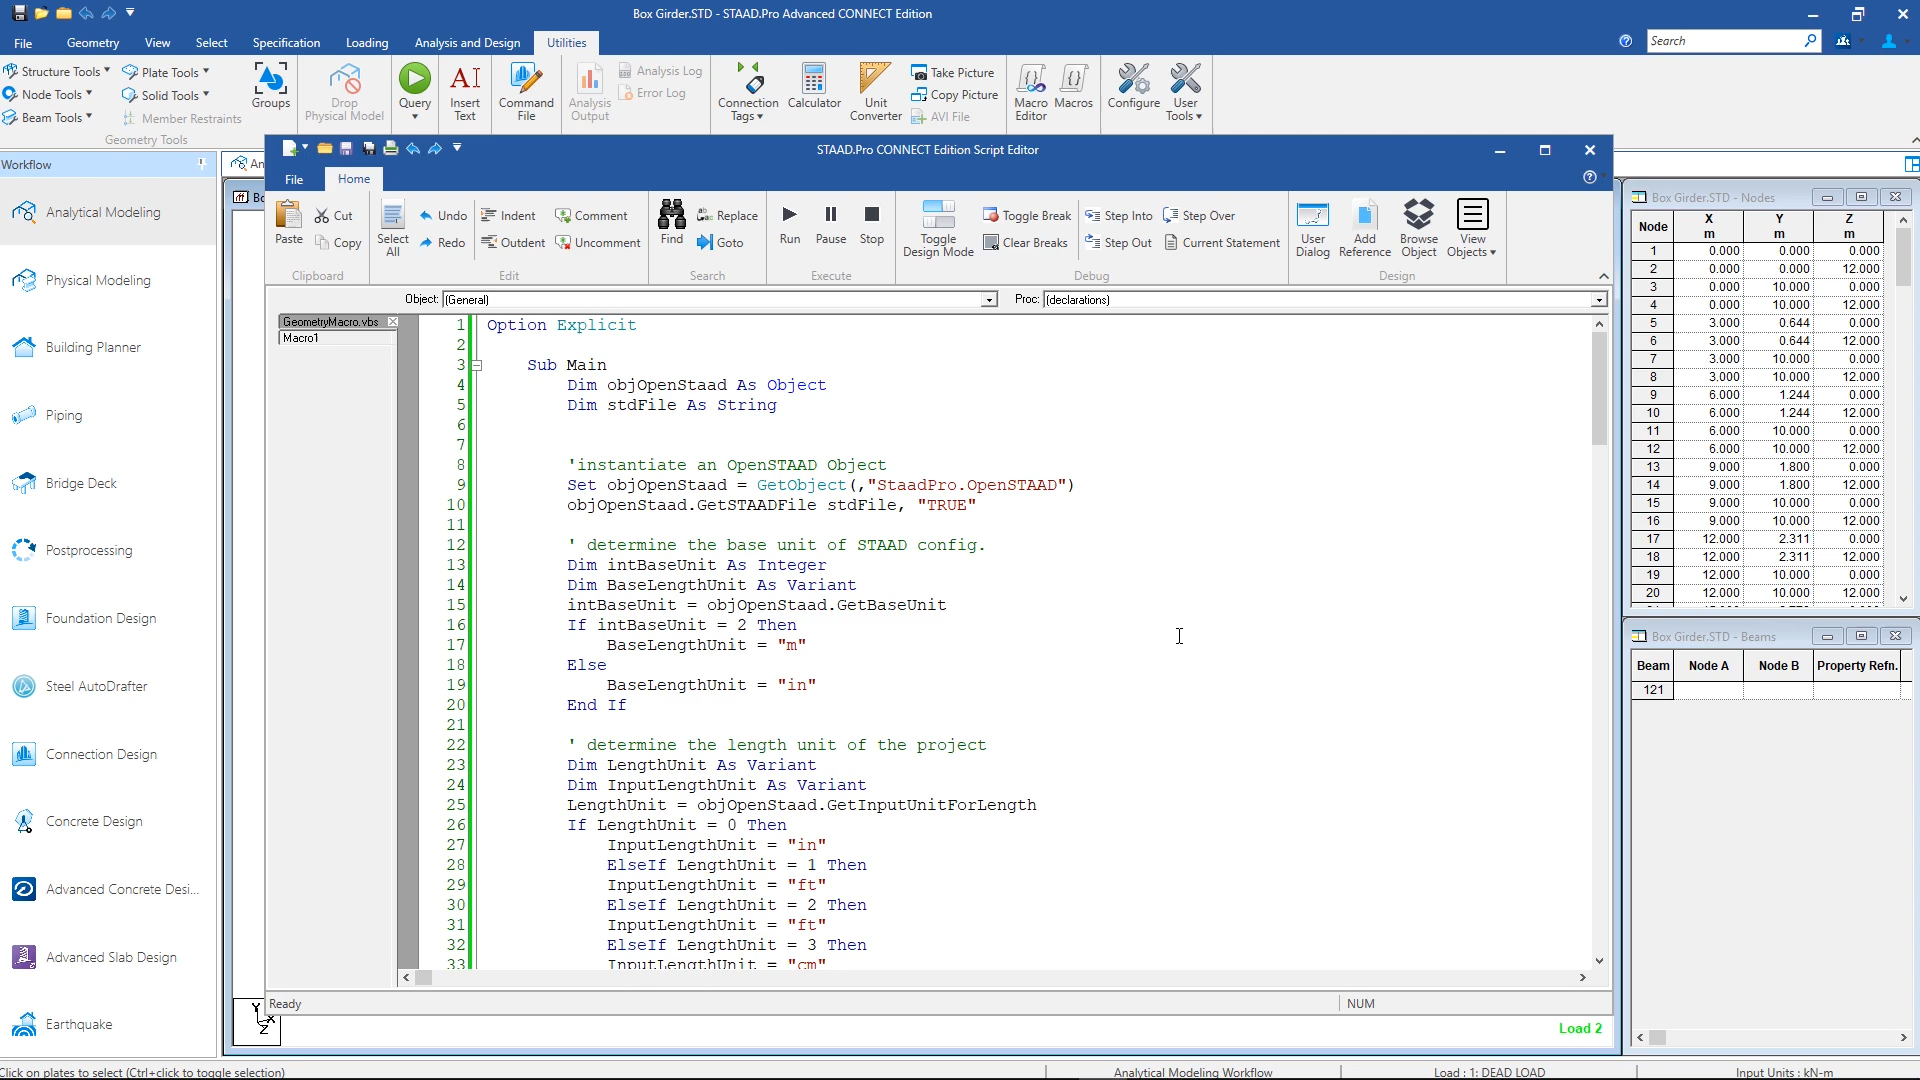 Box Girder.STD - STAAD.Pro Advanced CONNECT Edition
File Geometry View Select Specification Loading Analysis and Design Utilities
Search
Structure Tools
Node Tools
Beam Tools
Plate Tools
Solid Tools
Member Restraints
Geometry Tools
Groups
Drop
Physical Model
Query
Insert
Text
Command
File
Analysis
Output
Analysis Log
Error Log
Connection
Tags
Calculator
Unit
Converter
Take Picture
Copy Picture
AVI File
Macro
Editor
Macros
Configure
User
Tools
Workflow
Analytical Modeling
Physical Modeling
Building Planner
Piping
Bridge Deck
Postprocessing
Foundation Design
Steel AutoDrafter
Connection Design
Concrete Design
Advanced Concrete Desi...
Advanced Slab Design
Earthquake
An
Bo
STAAD.Pro CONNECT Edition Script Editor
File Home
Paste
Cut
Copy
Clipboard
Select
All
Undo
Redo
Indent
Outdent
Comment
Uncomment
Edit
Find
Replace
Goto
Search
Run
Pause
Stop
Execute
Toggle
Design Mode
Toggle Break
Clear Breaks
Step Into
Step Out
Step Over
Current Statement
Debug
User
Dialog
Add
Reference
Browse
Object
View
Objects
Design
Object: (General)
Proc: (declarations)
GeometryMacro.vbs
Macro1
1 Option Explicit
2
3 Sub Main
4 Dim objOpenStaad As Object
5 Dim stdFile As String
6
7
8 'instantiate an OpenSTAAD Object
9 Set objOpenStaad = GetObject(,"StaadPro.OpenSTAAD")
10 objOpenStaad.GetSTAADFile stdFile, "TRUE"
11
12 ' determine the base unit of STAAD config.
13 Dim intBaseUnit As Integer
14 Dim BaseLengthUnit As Variant
15 intBaseUnit = objOpenStaad.GetBaseUnit
16 If intBaseUnit = 2 Then
17 BaseLengthUnit = "m"
18 Else
19 BaseLengthUnit = "in"
20 End If
21
22 ' determine the length unit of the project
23 Dim LengthUnit As Variant
24 Dim InputLengthUnit As Variant
25 LengthUnit = objOpenStaad.GetInputUnitForLength
26 If LengthUnit = 0 Then
27 InputLengthUnit = "in"
28 ElseIf LengthUnit = 1 Then
29 InputLengthUnit = "ft"
30 ElseIf LengthUnit = 2 Then
31 InputLengthUnit = "ft"
32 ElseIf LengthUnit = 3 Then
33 InputLengthUnit = "cm"
Ready
NUM
Y
X
Z
Load 2
Box Girder.STD - Nodes
Node X m Y m Z m
1 0.000 0.000 0.000
2 0.000 0.000 12.000
3 0.000 10.000 0.000
4 0.000 10.000 12.000
5 3.000 0.644 0.000
6 3.000 0.644 12.000
7 3.000 10.000 0.000
8 3.000 10.000 12.000
9 6.000 1.244 0.000
10 6.000 1.244 12.000
11 6.000 10.000 0.000
12 6.000 10.000 12.000
13 9.000 1.800 0.000
14 9.000 1.800 12.000
15 9.000 10.000 0.000
16 9.000 10.000 12.000
17 12.000 2.311 0.000
18 12.000 2.311 12.000
19 12.000 10.000 0.000
20 12.000 10.000 12.000
Box Girder.STD - Beams
Beam Node A Node B Property Refn.
121
Click on plates to select (Ctrl+click to toggle selection)
Analytical Modeling Workflow
Load : 1: DEAD LOAD
Input Units : kN-m